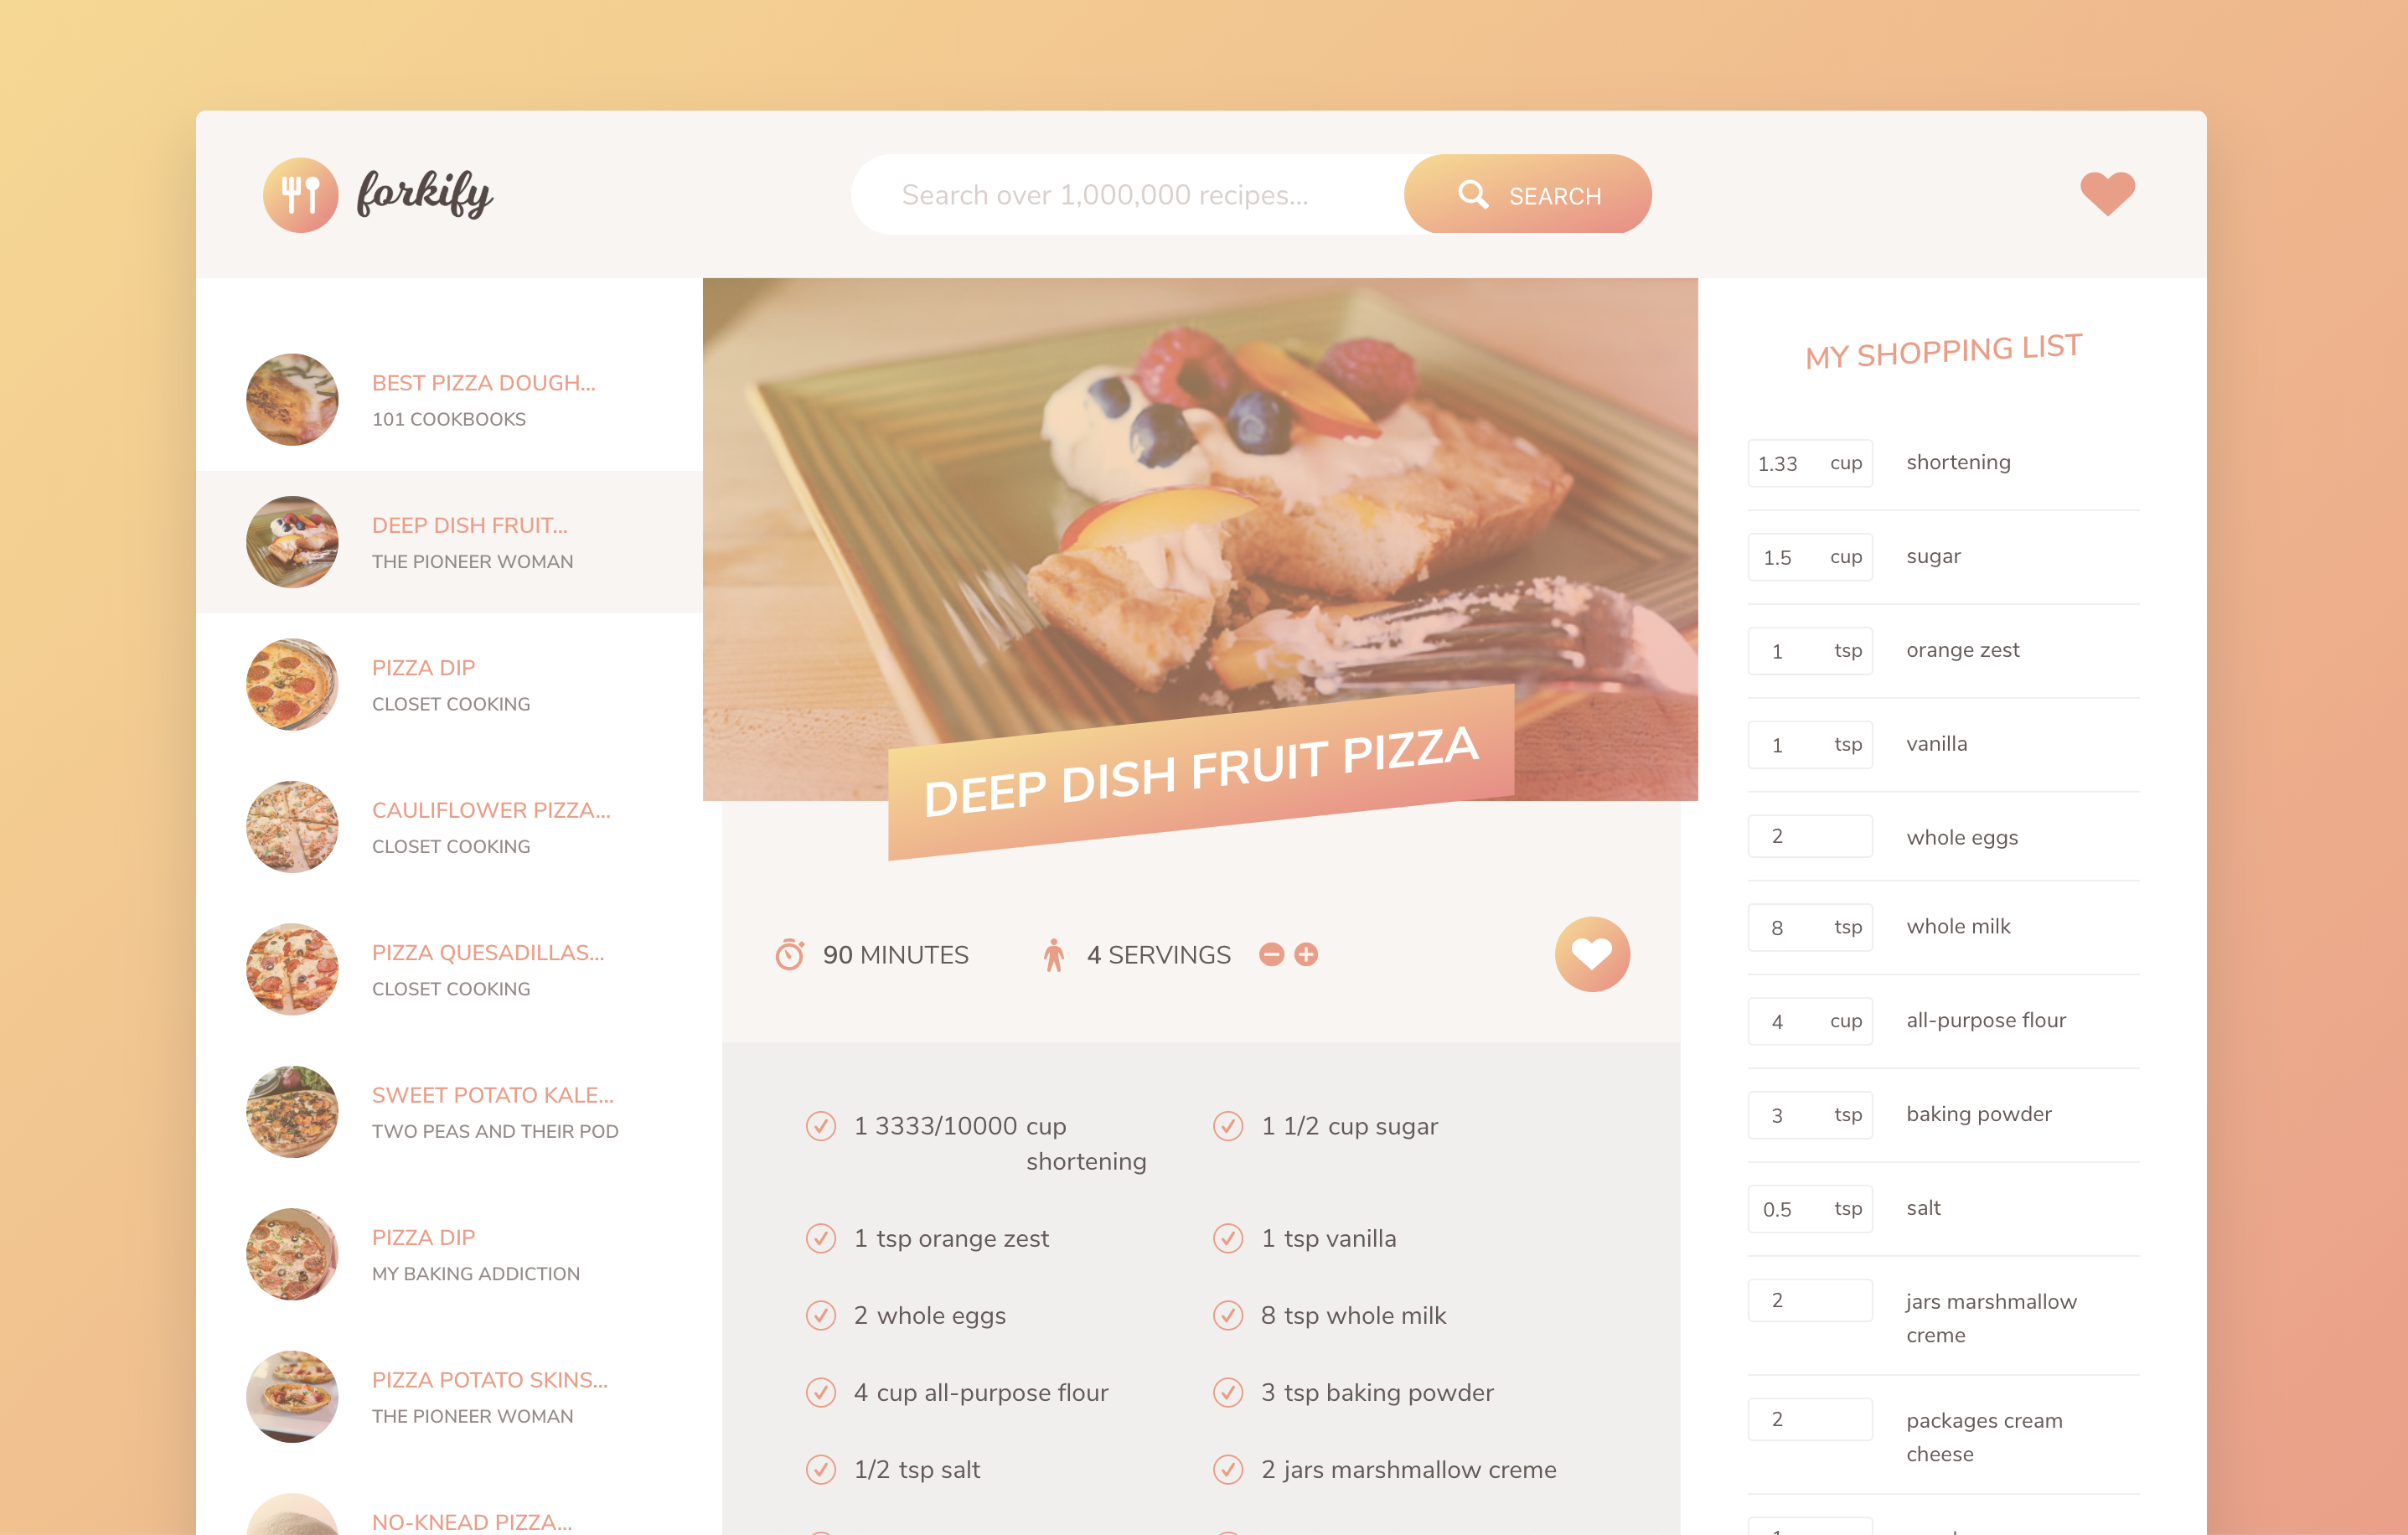 forkify
Search over 1,000,000 recipes...
SEARCH
BEST PIZZA DOUGH...
101 COOKBOOKS
DEEP DISH FRUIT...
THE PIONEER WOMAN
PIZZA DIP
CLOSET COOKING
CAULIFLOWER PIZZA...
CLOSET COOKING
PIZZA QUESADILLAS...
CLOSET COOKING
SWEET POTATO KALE...
TWO PEAS AND THEIR POD
PIZZA DIP
MY BAKING ADDICTION
PIZZA POTATO SKINS...
THE PIONEER WOMAN
NO-KNEAD PIZZA...
DEEP DISH FRUIT PIZZA
90 MINUTES
4 SERVINGS
1 3333/10000 cup
shortening
1 1/2 cup sugar
1 tsp orange zest
1 tsp vanilla
2 whole eggs
8 tsp whole milk
4 cup all-purpose flour
3 tsp baking powder
1/2 tsp salt
2 jars marshmallow creme
MY SHOPPING LIST
1.33 cup shortening
1.5 cup sugar
1 tsp orange zest
1 tsp vanilla
2 whole eggs
8 tsp whole milk
4 cup all-purpose flour
3 tsp baking powder
0.5 tsp salt
2 jars marshmallow
creme
2 packages cream
cheese